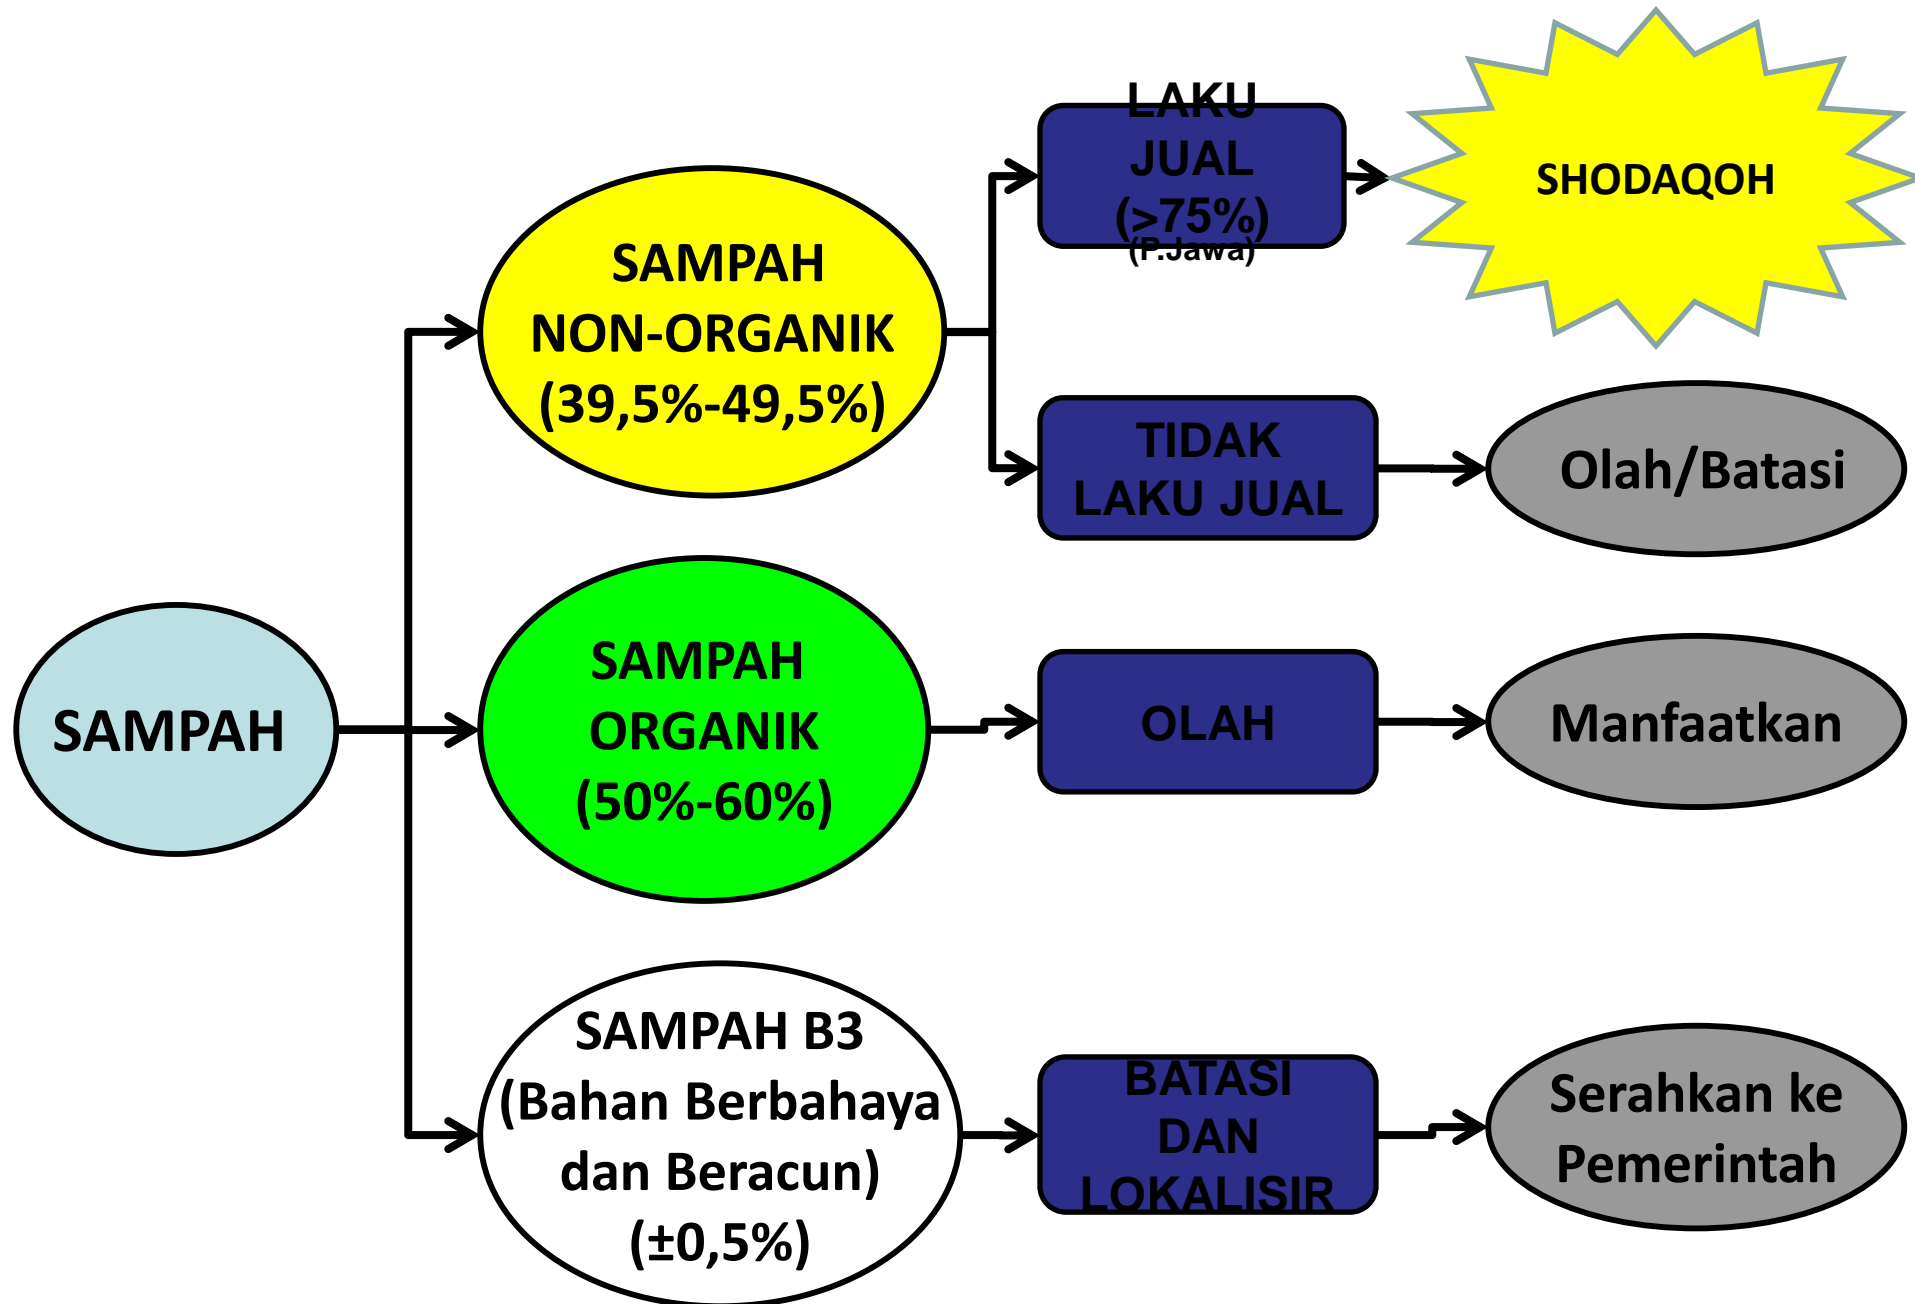 SAMPAH
SAMPAH
NON-ORGANIK
(39,5%-49,5%)
LAKU
JUAL
(>75%)
(P.Jawa)
SHODAQOH
TIDAK
LAKU JUAL
Olah/Batasi
SAMPAH
ORGANIK
(50%-60%)
OLAH
Manfaatkan
SAMPAH B3
(Bahan Berbahaya
dan Beracun)
(±0,5%)
BATASI
DAN
LOKALISIR
Serahkan ke
Pemerintah